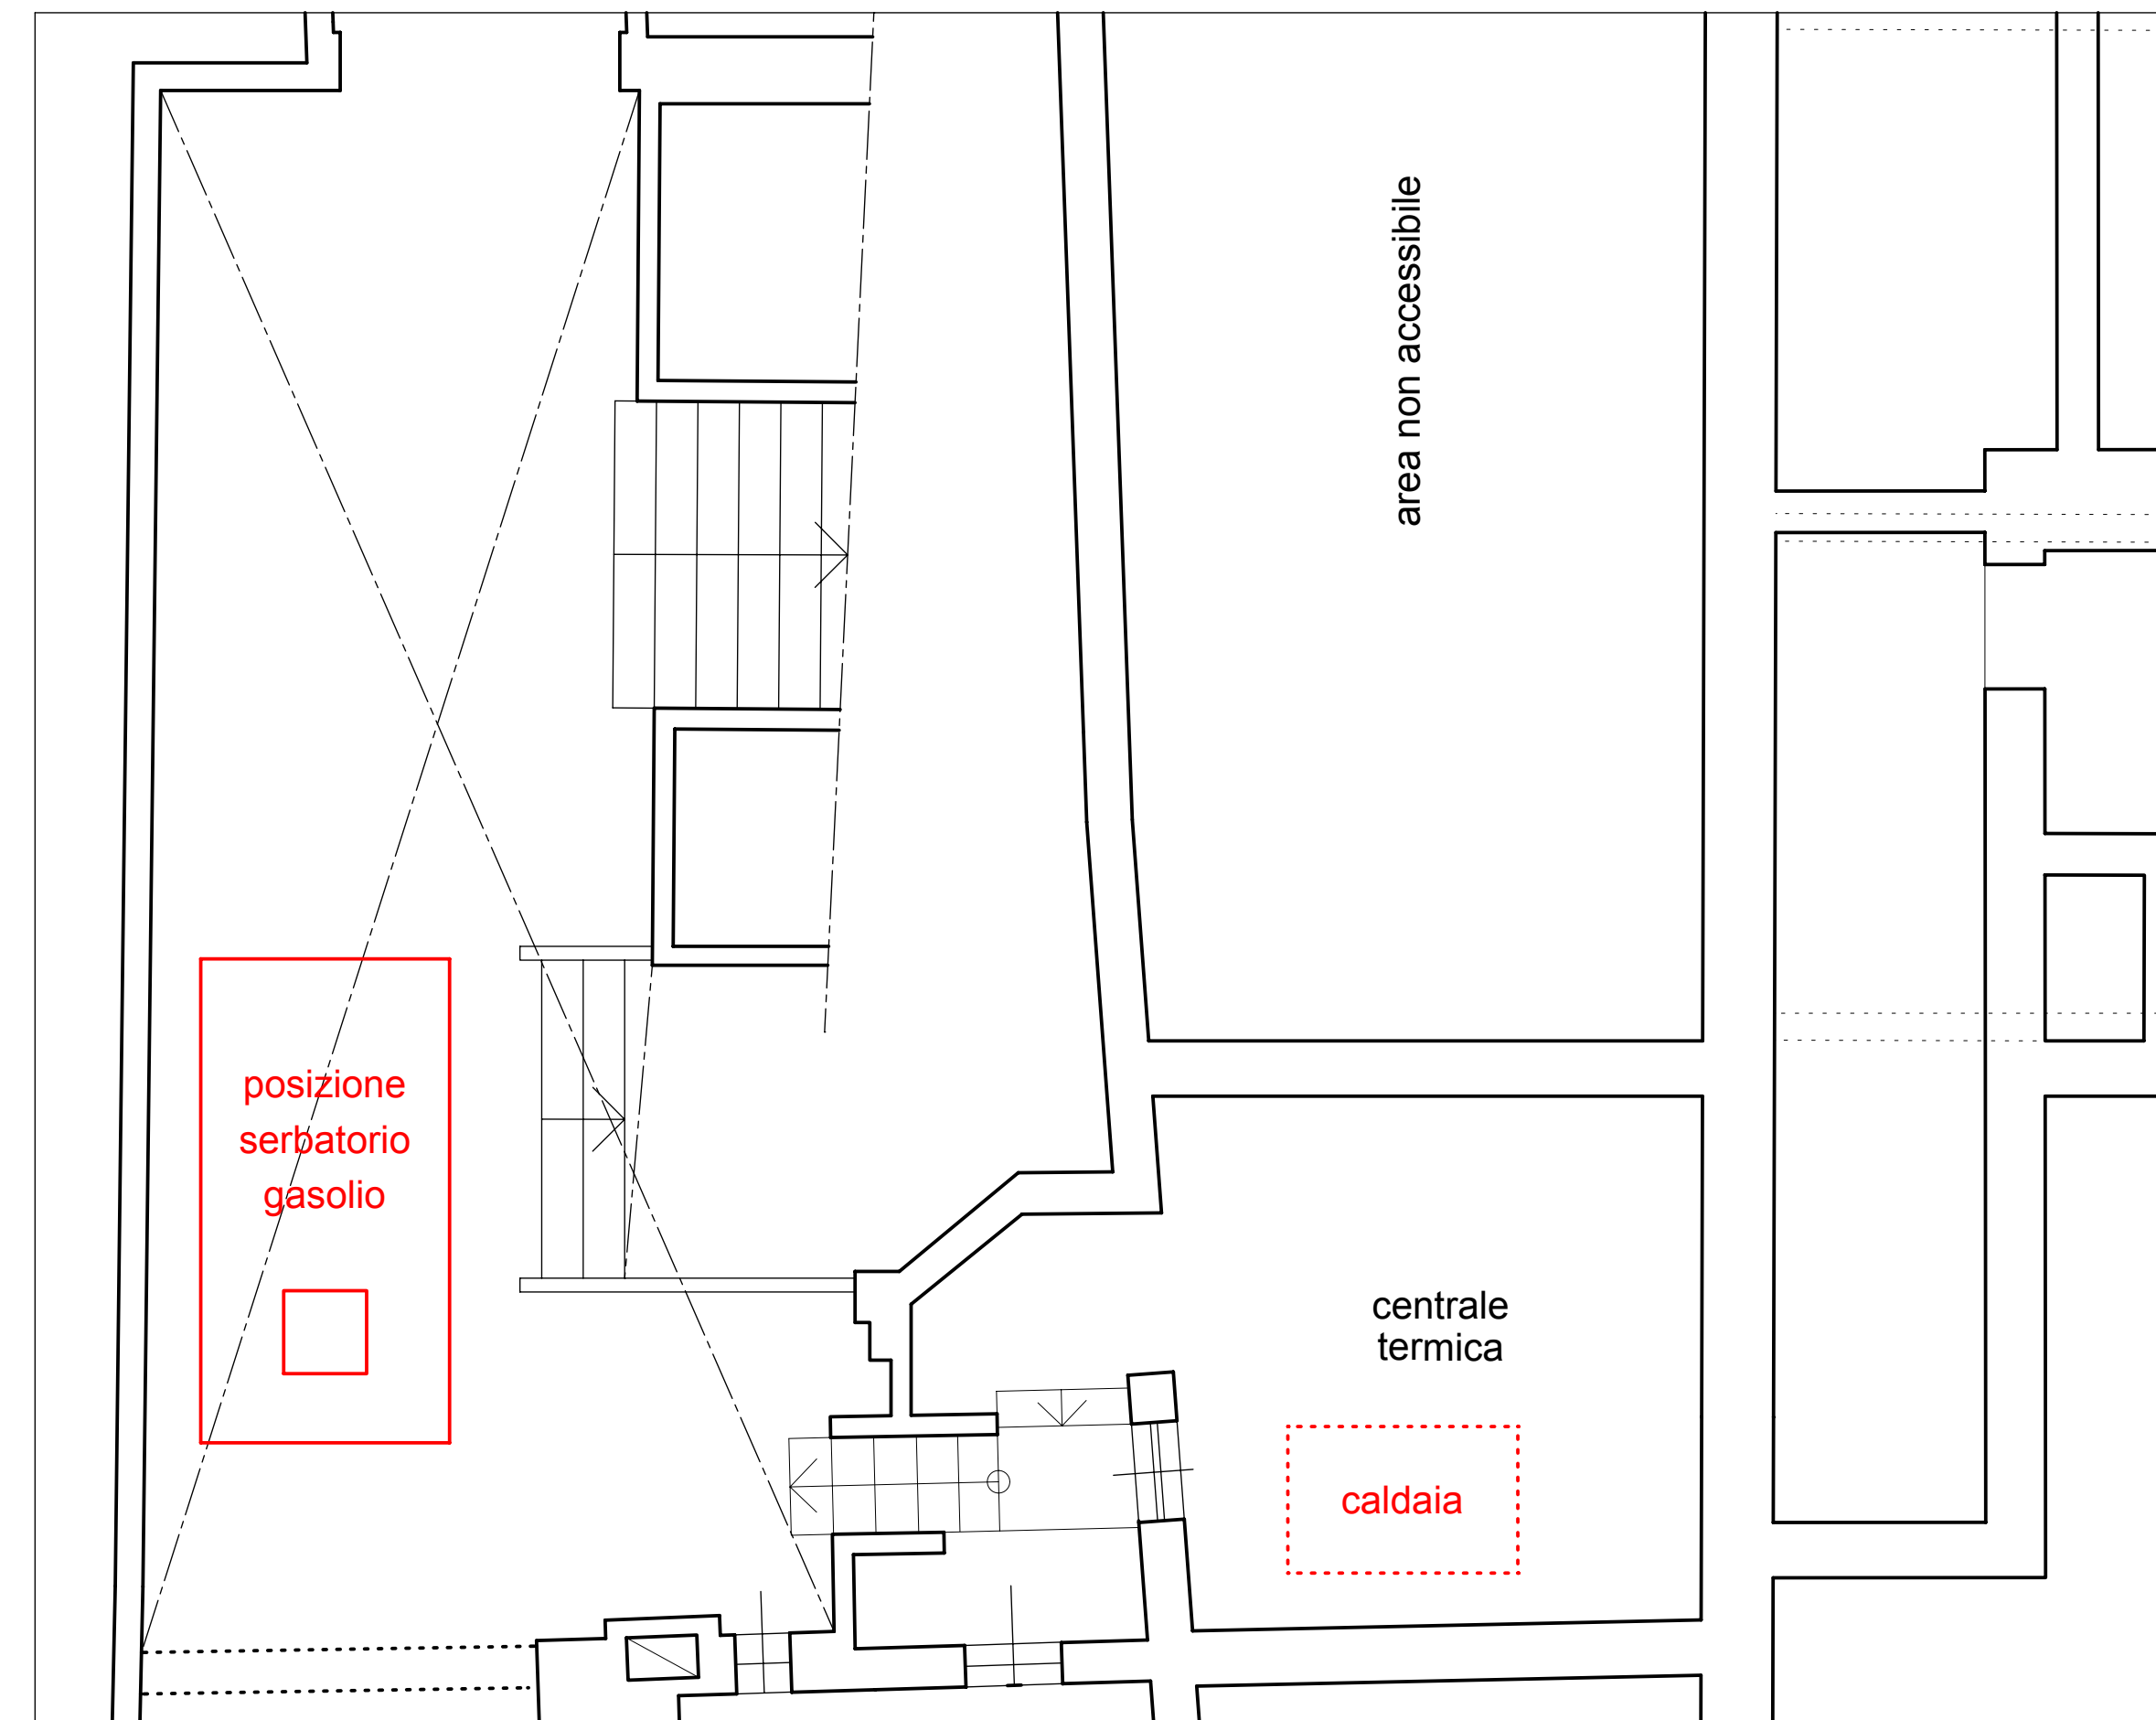 area non accessibile
posizione
serbatorio
gasolio
centrale
termica
caldaia